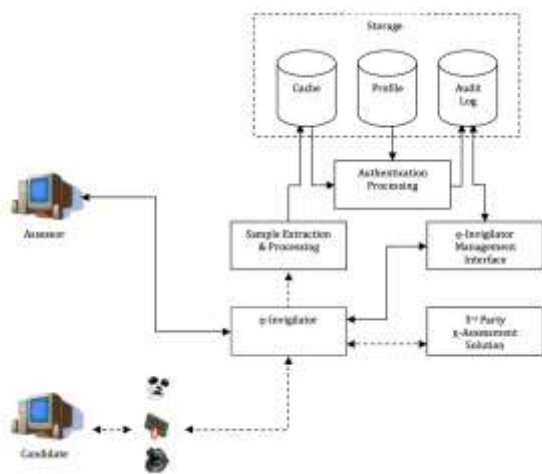 Storage
Cache
Profile
Audit
Log
Authentication
Processing
Assessor
Sample Extraction
& Processing
e-Invigilator
Management
Interface
e-Invigilator
3rd Party
e-Assessment
Solution
Candidate